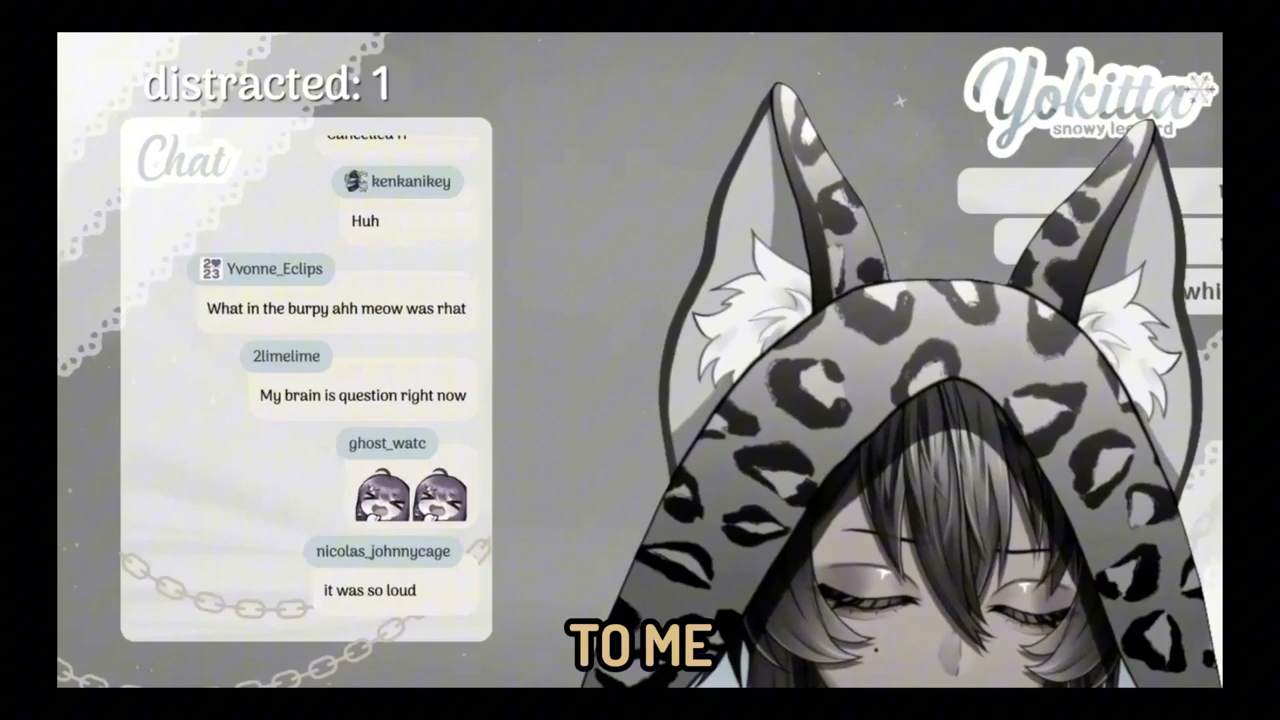 distracted: 1
Chat
kenkanikey
Huh
Yvonne_Eclips
What in the burpy ahh meow was rhat
2limelime
My brain is question right now
ghost_watc
nicolas_johnnycage
it was so loud
Yokitta
snowy
whi
TO ME